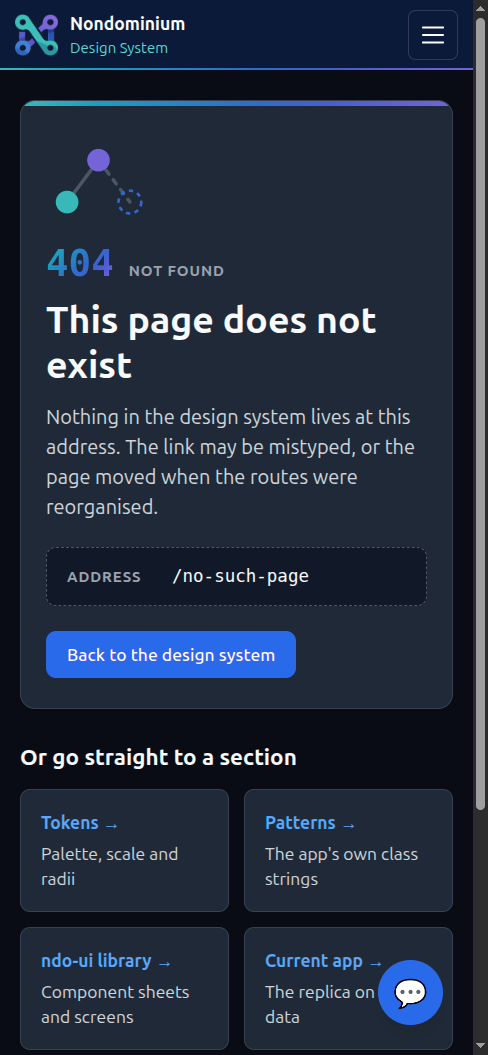 Nondominium
Design System
404 NOT FOUND
This page does not
exist
Nothing in the design system lives at this
address. The link may be mistyped, or the
page moved when the routes were
reorganised.
ADDRESS /no-such-page
Back to the design system
Or go straight to a section
Tokens →
Palette, scale and
radii
Patterns →
The app's own class
strings
ndo-ui library →
Component sheets
and screens
Current app →
The replica on
data